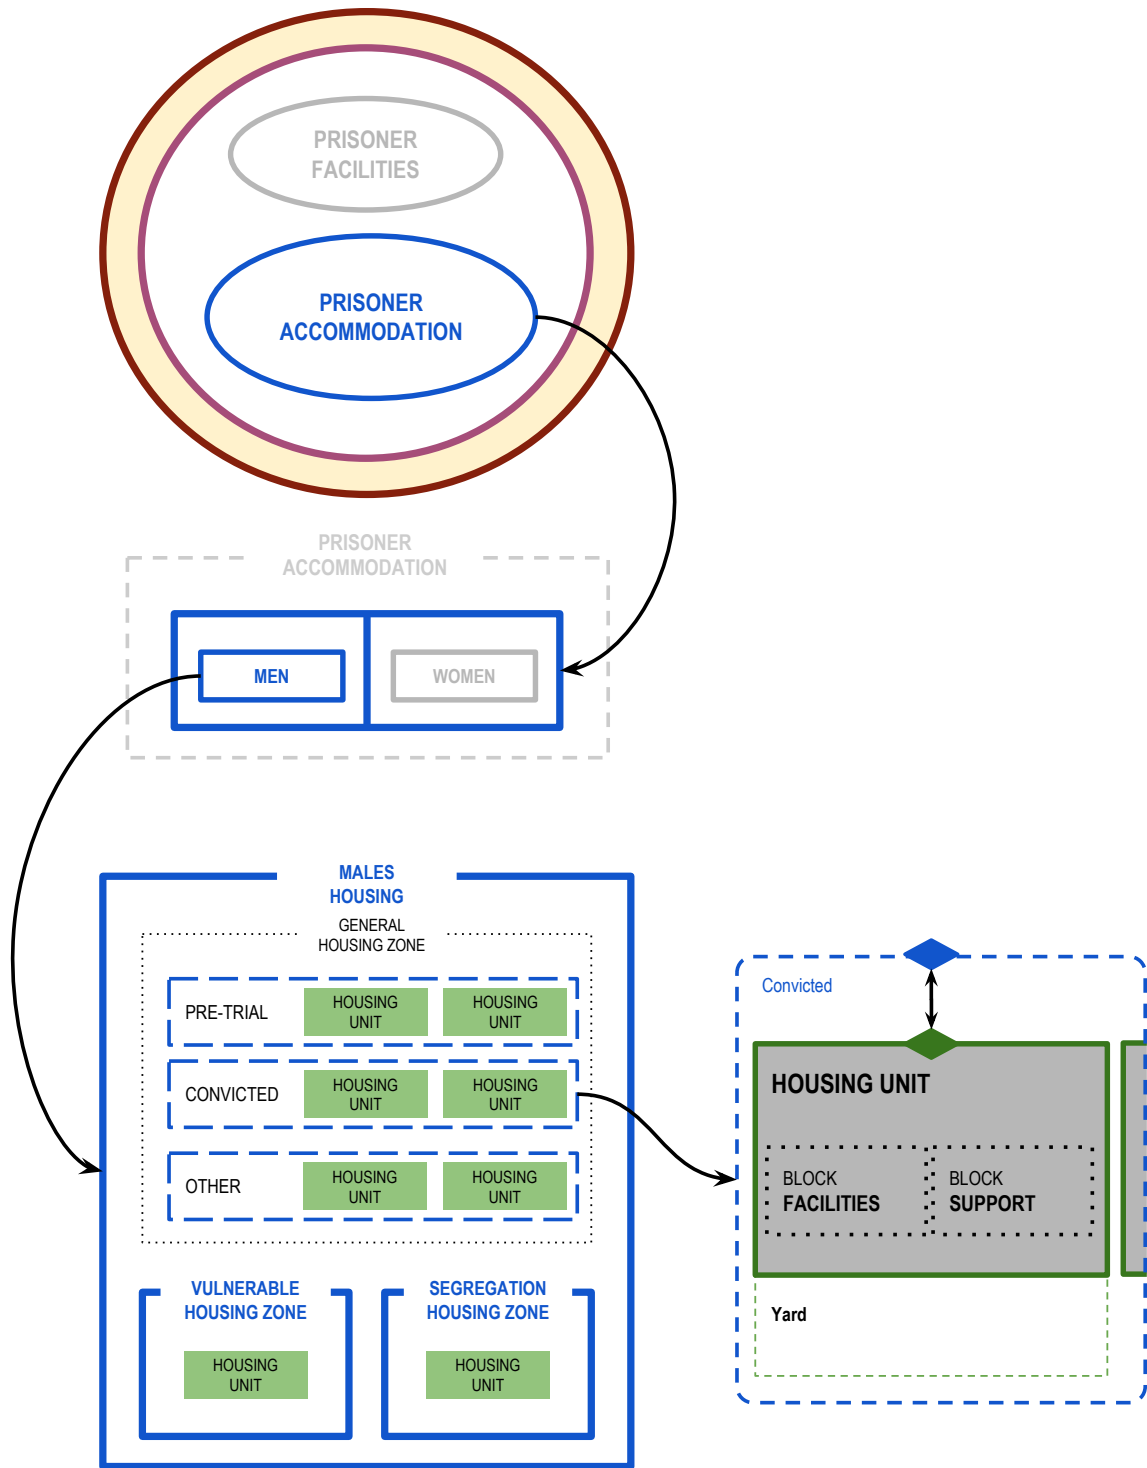 PRISONER
FACILITIES
PRISONER
ACCOMMODATION
PRISONER
ACCOMMODATION
MEN
WOMEN
MALES
HOUSING
GENERAL
HOUSING ZONE
PRE-TRIAL
HOUSING
UNIT
HOUSING
UNIT
CONVICTED
HOUSING
UNIT
HOUSING
UNIT
OTHER
HOUSING
UNIT
HOUSING
UNIT
VULNERABLE
HOUSING ZONE
HOUSING
UNIT
SEGREGATION
HOUSING ZONE
HOUSING
UNIT
Convicted
HOUSING UNIT
BLOCK
FACILITIES
BLOCK
SUPPORT
Yard